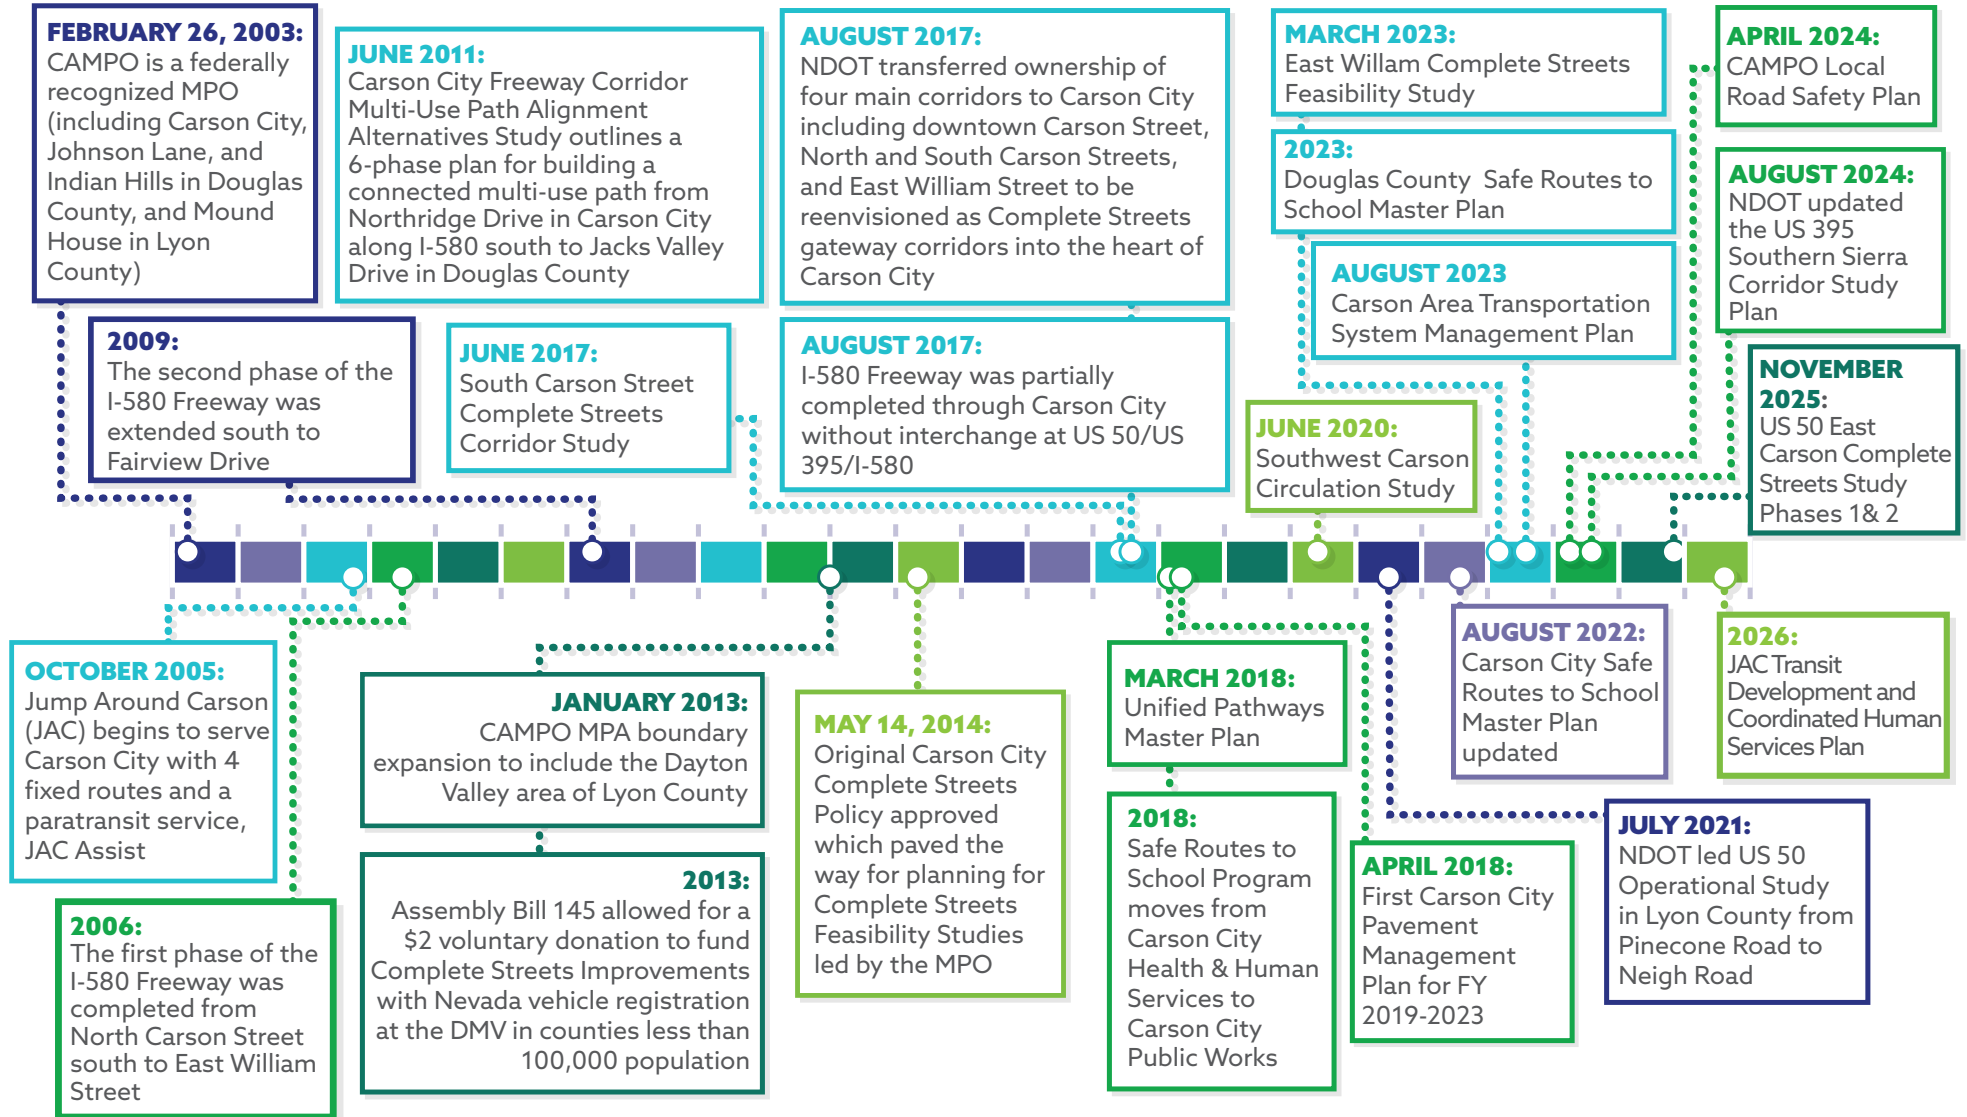 FEBRUARY 26, 2003:
CAMPO is a federally
recognized MPO
(including Carson City,
Johnson Lane, and
Indian Hills in Douglas
County, and Mound
House in Lyon
County)
JUNE 2011:
Carson City Freeway Corridor
Multi-Use Path Alignment
Alternatives Study outlines a
6-phase plan for building a
connected multi-use path from
Northridge Drive in Carson City
along I-580 south to Jacks Valley
Drive in Douglas County
AUGUST 2017:
NDOT transferred ownership of
four main corridors to Carson City
including downtown Carson Street,
North and South Carson Streets,
and East William Street to be
reenvisioned as Complete Streets
gateway corridors into the heart of
Carson City
MARCH 2023:
East Willam Complete Streets
Feasibility Study
2023:
Douglas County Safe Routes to
School Master Plan
AUGUST 2023
Carson Area Transportation
System Management Plan
APRIL 2024:
CAMPO Local
Road Safety Plan
AUGUST 2024:
NDOT updated
the US 395
Southern Sierra
Corridor Study
Plan
2009:
The second phase of the
I-580 Freeway was
extended south to
Fairview Drive
JUNE 2017:
South Carson Street
Complete Streets
Corridor Study
AUGUST 2017:
I-580 Freeway was partially
completed through Carson City
without interchange at US 50/US
395/I-580
JUNE 2020:
Southwest Carson
Circulation Study
NOVEMBER
2025:
US 50 East
Carson Complete
Streets Study
Phases 1& 2
OCTOBER 2005:
Jump Around Carson
(JAC) begins to serve
Carson City with 4
fixed routes and a
paratransit service,
JAC Assist
2006:
The first phase of the
I-580 Freeway was
completed from
North Carson Street
south to East William
Street
JANUARY 2013:
CAMPO MPA boundary
expansion to include the Dayton
Valley area of Lyon County
2013:
Assembly Bill 145 allowed for a
$2 voluntary donation to fund
Complete Streets Improvements
with Nevada vehicle registration
at the DMV in counties less than
100,000 population
MAY 14, 2014:
Original Carson City
Complete Streets
Policy approved
which paved the
way for planning for
Complete Streets
Feasibility Studies
led by the MPO
MARCH 2018:
Unified Pathways
Master Plan
2018:
Safe Routes to
School Program
moves from
Carson City
Health & Human
Services to
Carson City
Public Works
APRIL 2018:
First Carson City
Pavement
Management
Plan for FY
2019-2023
AUGUST 2022:
Carson City Safe
Routes to School
Master Plan
updated
JULY 2021:
NDOT led US 50
Operational Study
in Lyon County from
Pinecone Road to
Neigh Road
2026:
JAC Transit
Development and
Coordinated Human
Services Plan